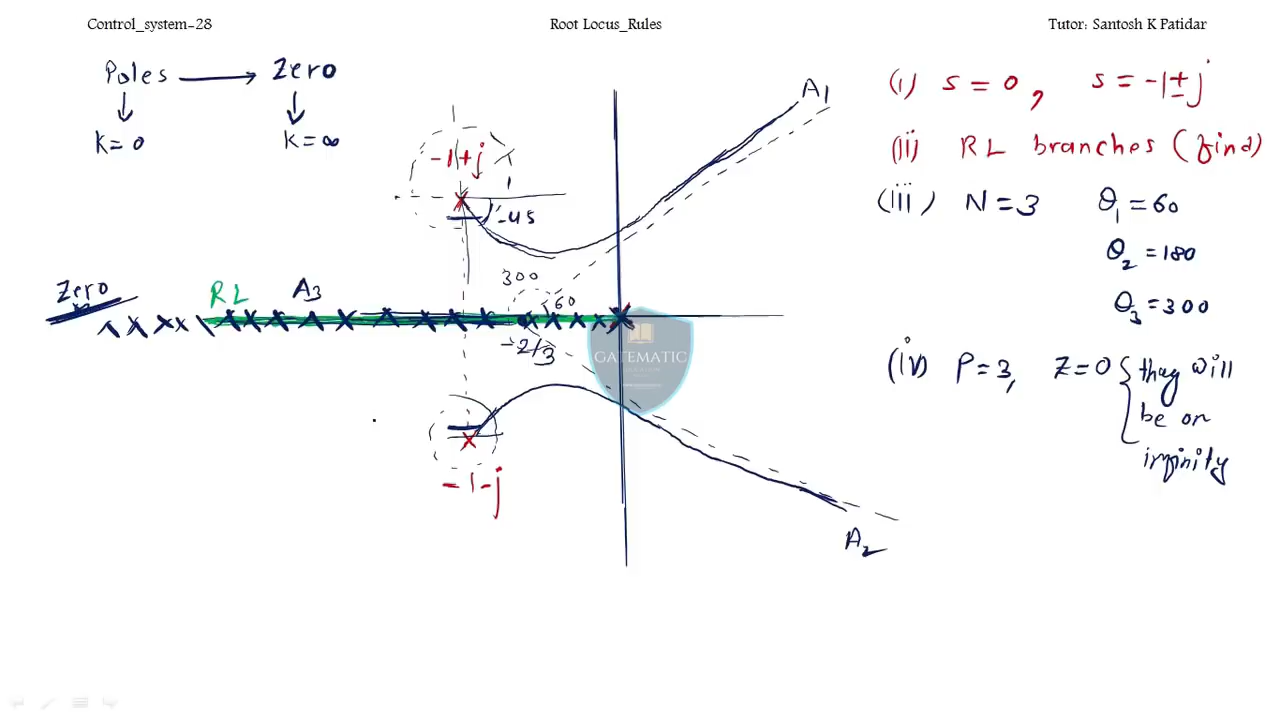 Control_system-28
Root Locus_Rules
Tutor: Santosh K Patidar
Poles → Zero
K=0 K=∞
(i) s=0, s=-1±j
(ii) RL branches (find)
(iii) N=3 θ1=60
θ2=180
θ3=300
(iv) P=3, Z=0 { they will
be on
infinity
A1
-1+j
-45
300
60
Zero
RL
A3
-2/3
GATEMATIC
EDUCATION
-1-j
A2